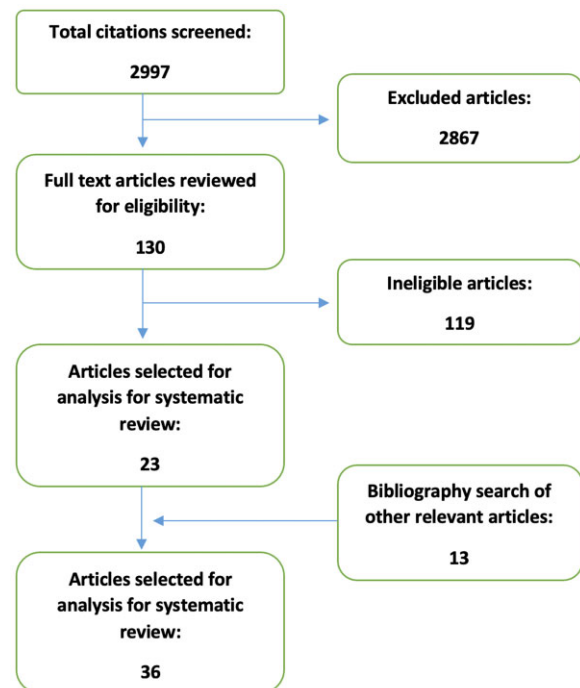 Total citations screened:
2997
Excluded articles:
2867
Full text articles reviewed
for eligibility:
130
Ineligible articles:
119
Articles selected for
analysis for systematic
review:
23
Bibliography search of
other relevant articles:
13
Articles selected for
analysis for systematic
review:
36